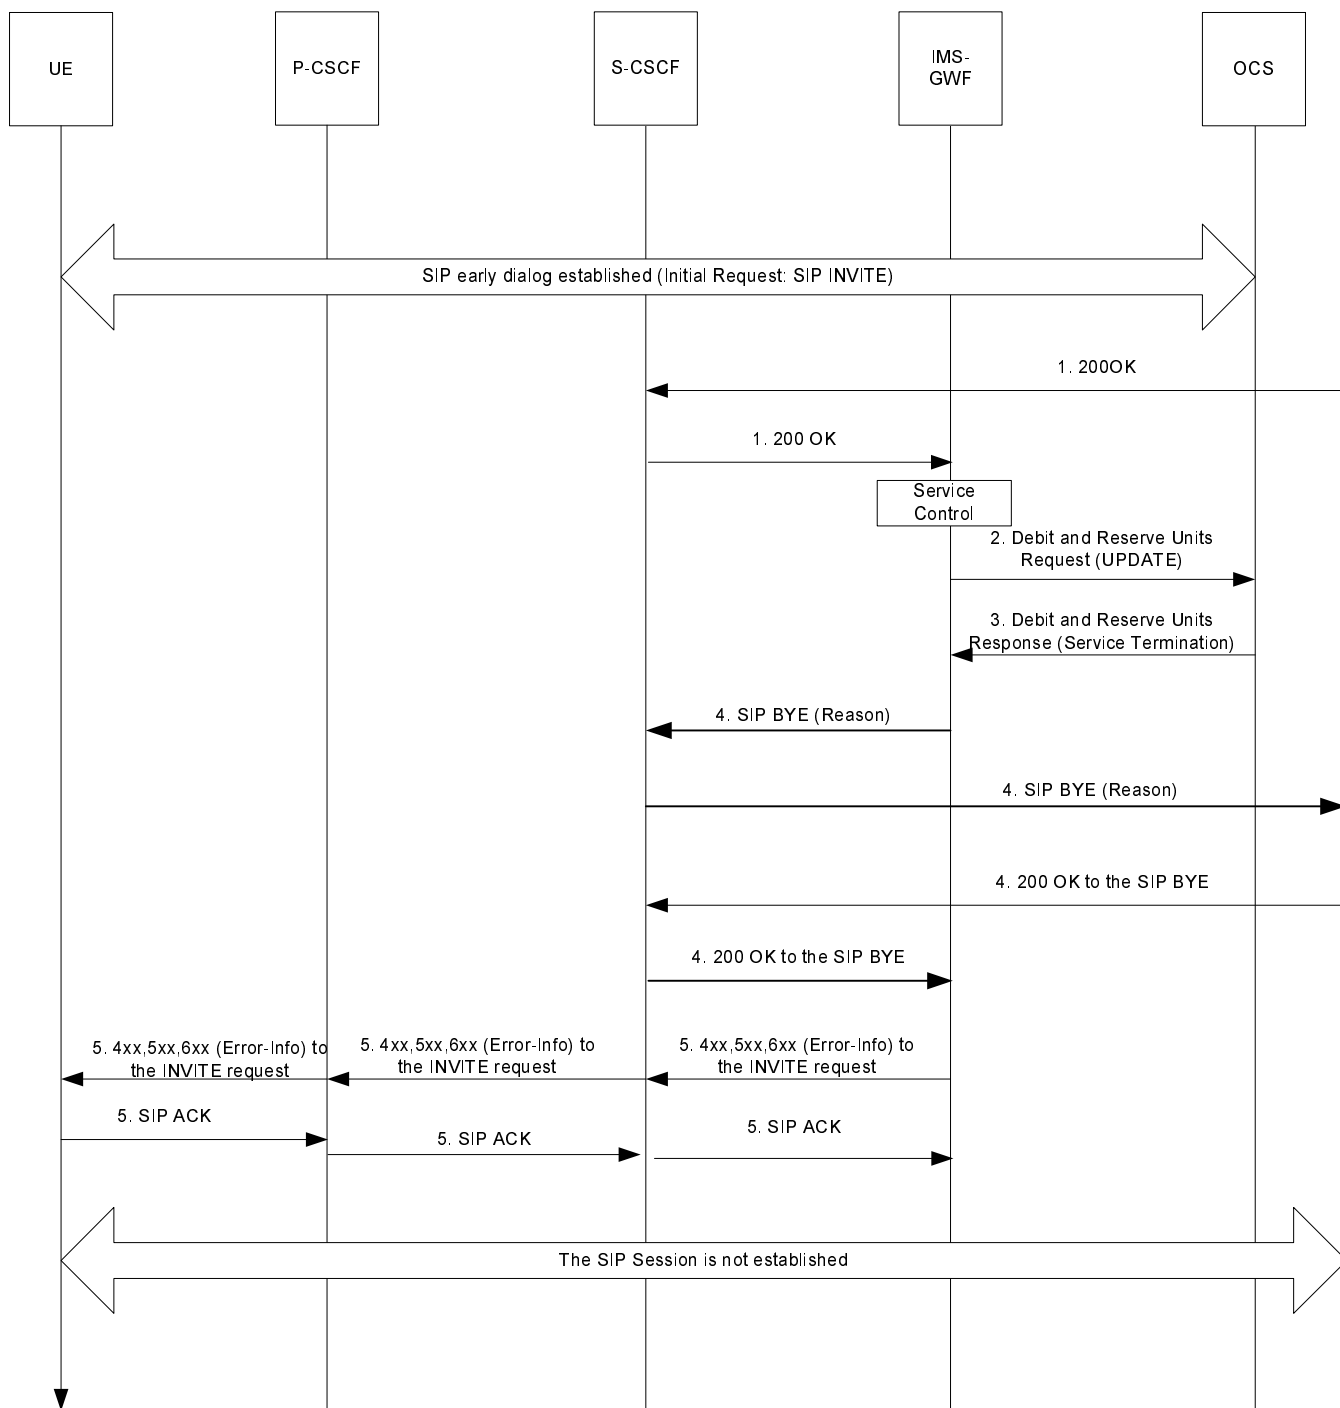 UE
P-CSCF
S-CSCF
IMS-
GWF
OCS
SIP early dialog established (Initial Request: SIP INVITE)
1. 200OK
1. 200 OK
Service
Control
2. Debit and Reserve Units
Request (UPDATE)
3. Debit and Reserve Units
Response (Service Termination)
4. SIP BYE (Reason)
4. SIP BYE (Reason)
4. 200 OK to the SIP BYE
4. 200 OK to the SIP BYE
5. 4xx,5xx,6xx (Error-Info) to
the INVITE request
5. 4xx,5xx,6xx (Error-Info) to
the INVITE request
5. 4xx,5xx,6xx (Error-Info) to
the INVITE request
5. SIP ACK
5. SIP ACK
5. SIP ACK
The SIP Session is not established